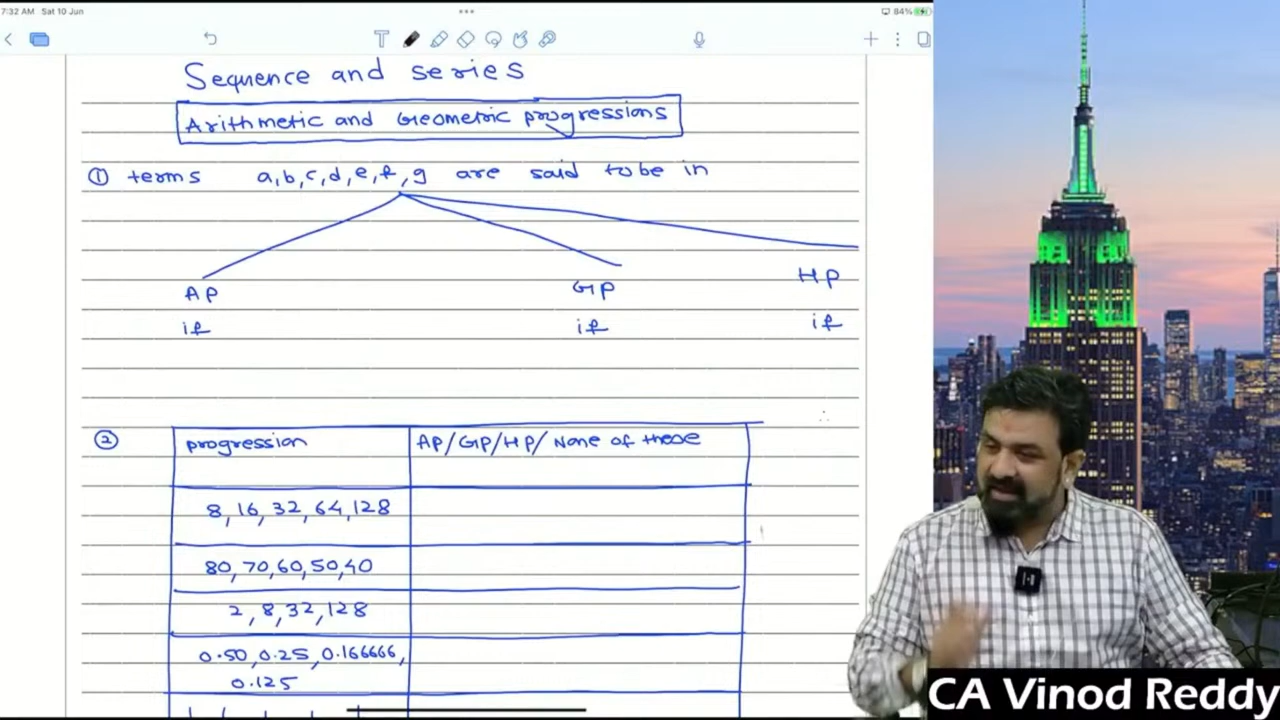 7:32 AM Sat 10 Jun
84%
Sequence and series
Arithmetic and Geometric progressions
① terms a,b,c,d,e,f,g are said to be in
AP GP HP
if if if
② progression AP/GP/HP/None of these
8,16,32,64,128
80,70,60,50,40
2,8,32,128
0.50,0.25,0.166666,
0.125
CA Vinod Reddy